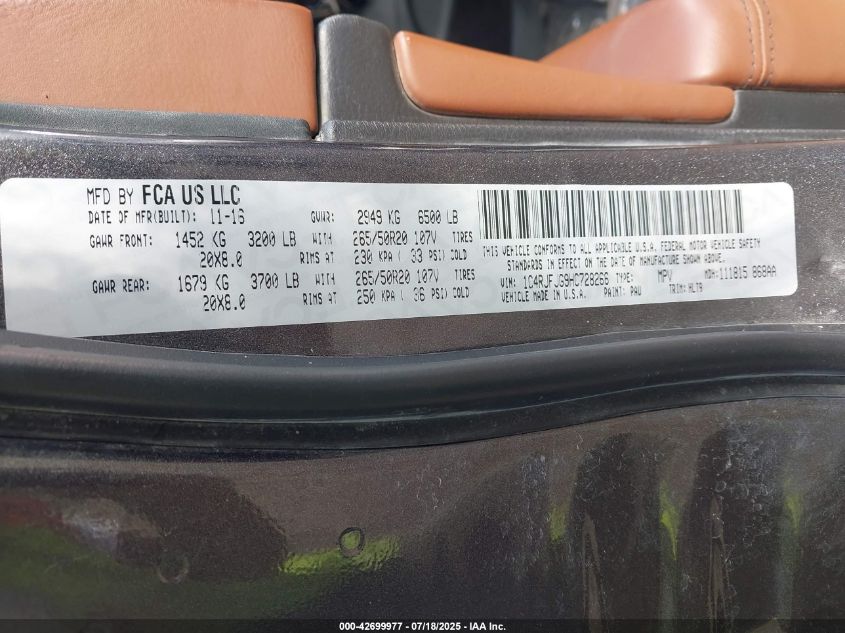 MFD BY FCA US LLC
DATE OF MFR(BUILT): 11-16 GVWR: 2949 KG 6500 LB
GAWR FRONT: 1452 KG 3200 LB WITH 265/50R20 107V TIRES
20X8.0 RIMS AT 230 KPA ( 33 PSI) COLD
GAWR REAR: 1679 KG 3700 LB WITH 265/50R20 107V TIRES
20X8.0 RIMS AT 250 KPA ( 36 PSI) COLD
THIS VEHICLE CONFORMS TO ALL APPLICABLE U.S.A. FEDERAL MOTOR VEHICLE SAFETY
STANDARDS IN EFFECT ON THE DATE OF MANUFACTURE SHOWN ABOVE.
VIN: 1C4RJFJG9HC728266 TYPE: MPV MDH: 111815 868AA
MADE IN U.S.A. PAINT: PAU TRIM: HLT9
000-42699977 - 07/18/2025 - IAA Inc.